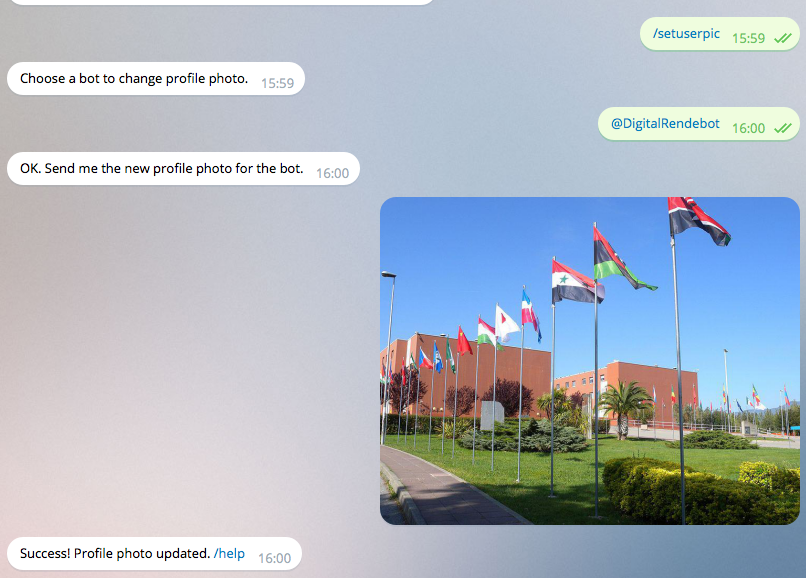 /setuserpic 15:59
Choose a bot to change profile photo. 15:59
@DigitalRendebot 16:00
OK. Send me the new profile photo for the bot. 16:00
Success! Profile photo updated. /help 16:00